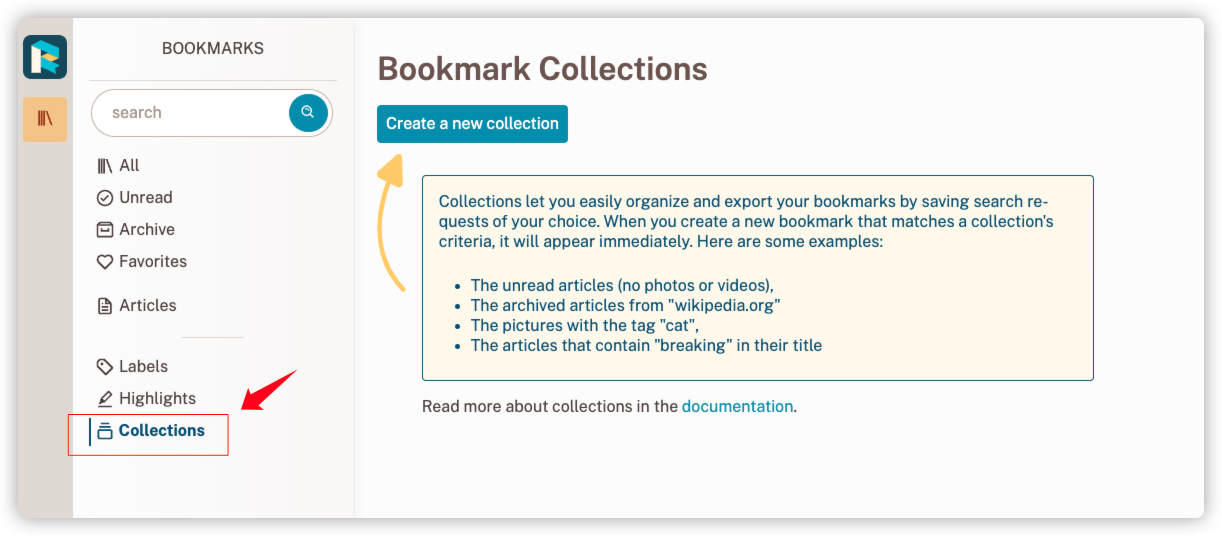 BOOKMARKS
search
All
Unread
Archive
Favorites
Articles
Labels
Highlights
Collections
Bookmark Collections
Create a new collection
Collections let you easily organize and export your bookmarks by saving search re-
quests of your choice. When you create a new bookmark that matches a collection's
criteria, it will appear immediately. Here are some examples:
• The unread articles (no photos or videos),
• The archived articles from "wikipedia.org"
• The pictures with the tag "cat",
• The articles that contain "breaking" in their title
Read more about collections in the documentation.